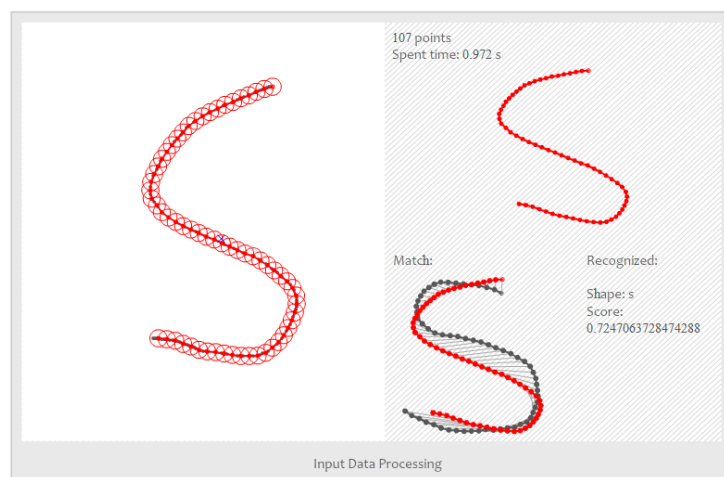 107 points
Spent time: 0.972 s
Match:
Recognized:
Shape: s
Score:
0.7247063728474288
Input Data Processing